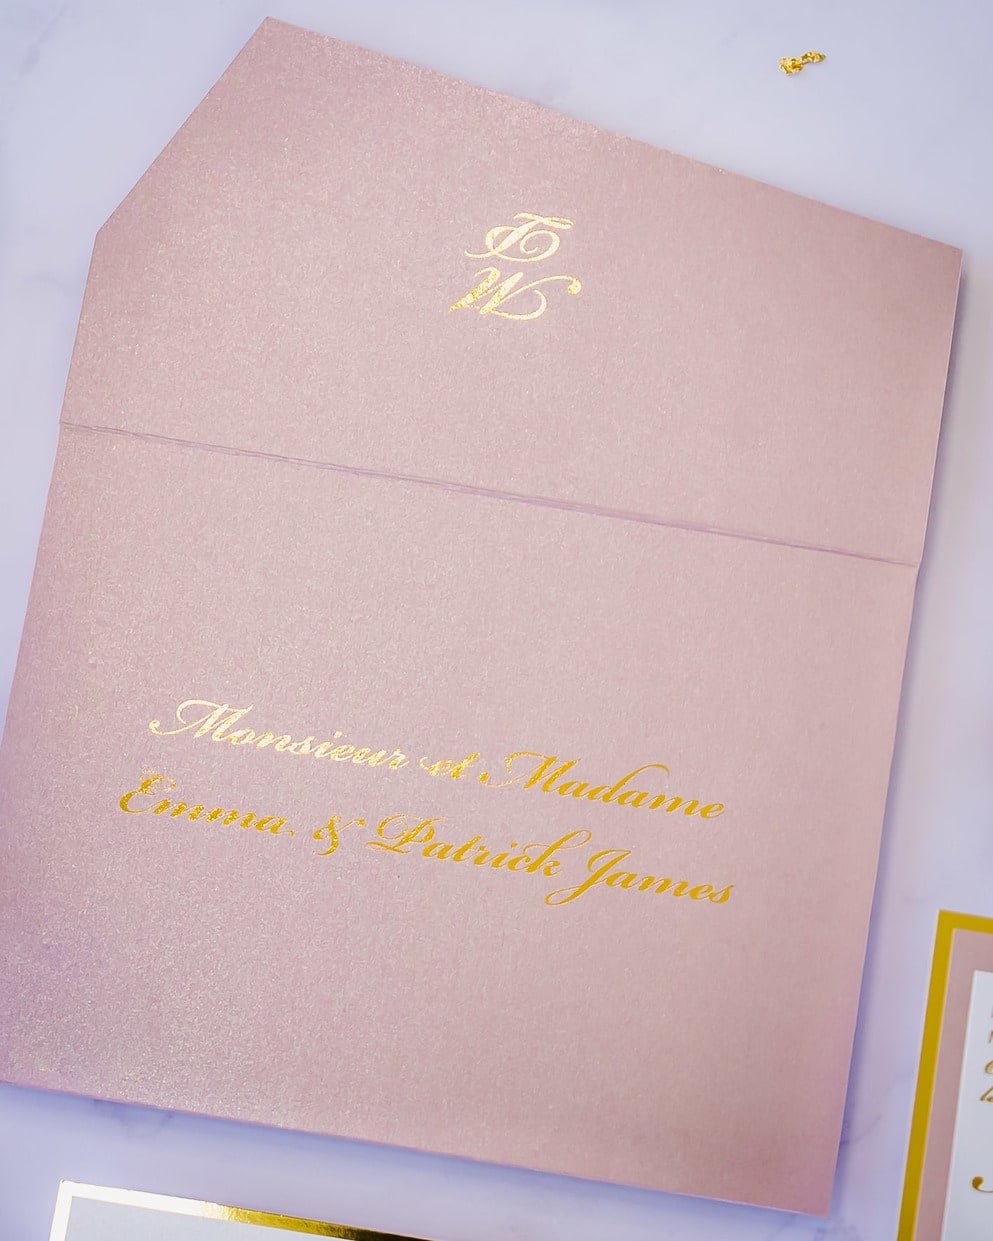 T
W
Monsieur et Madame
Emma & Patrick James